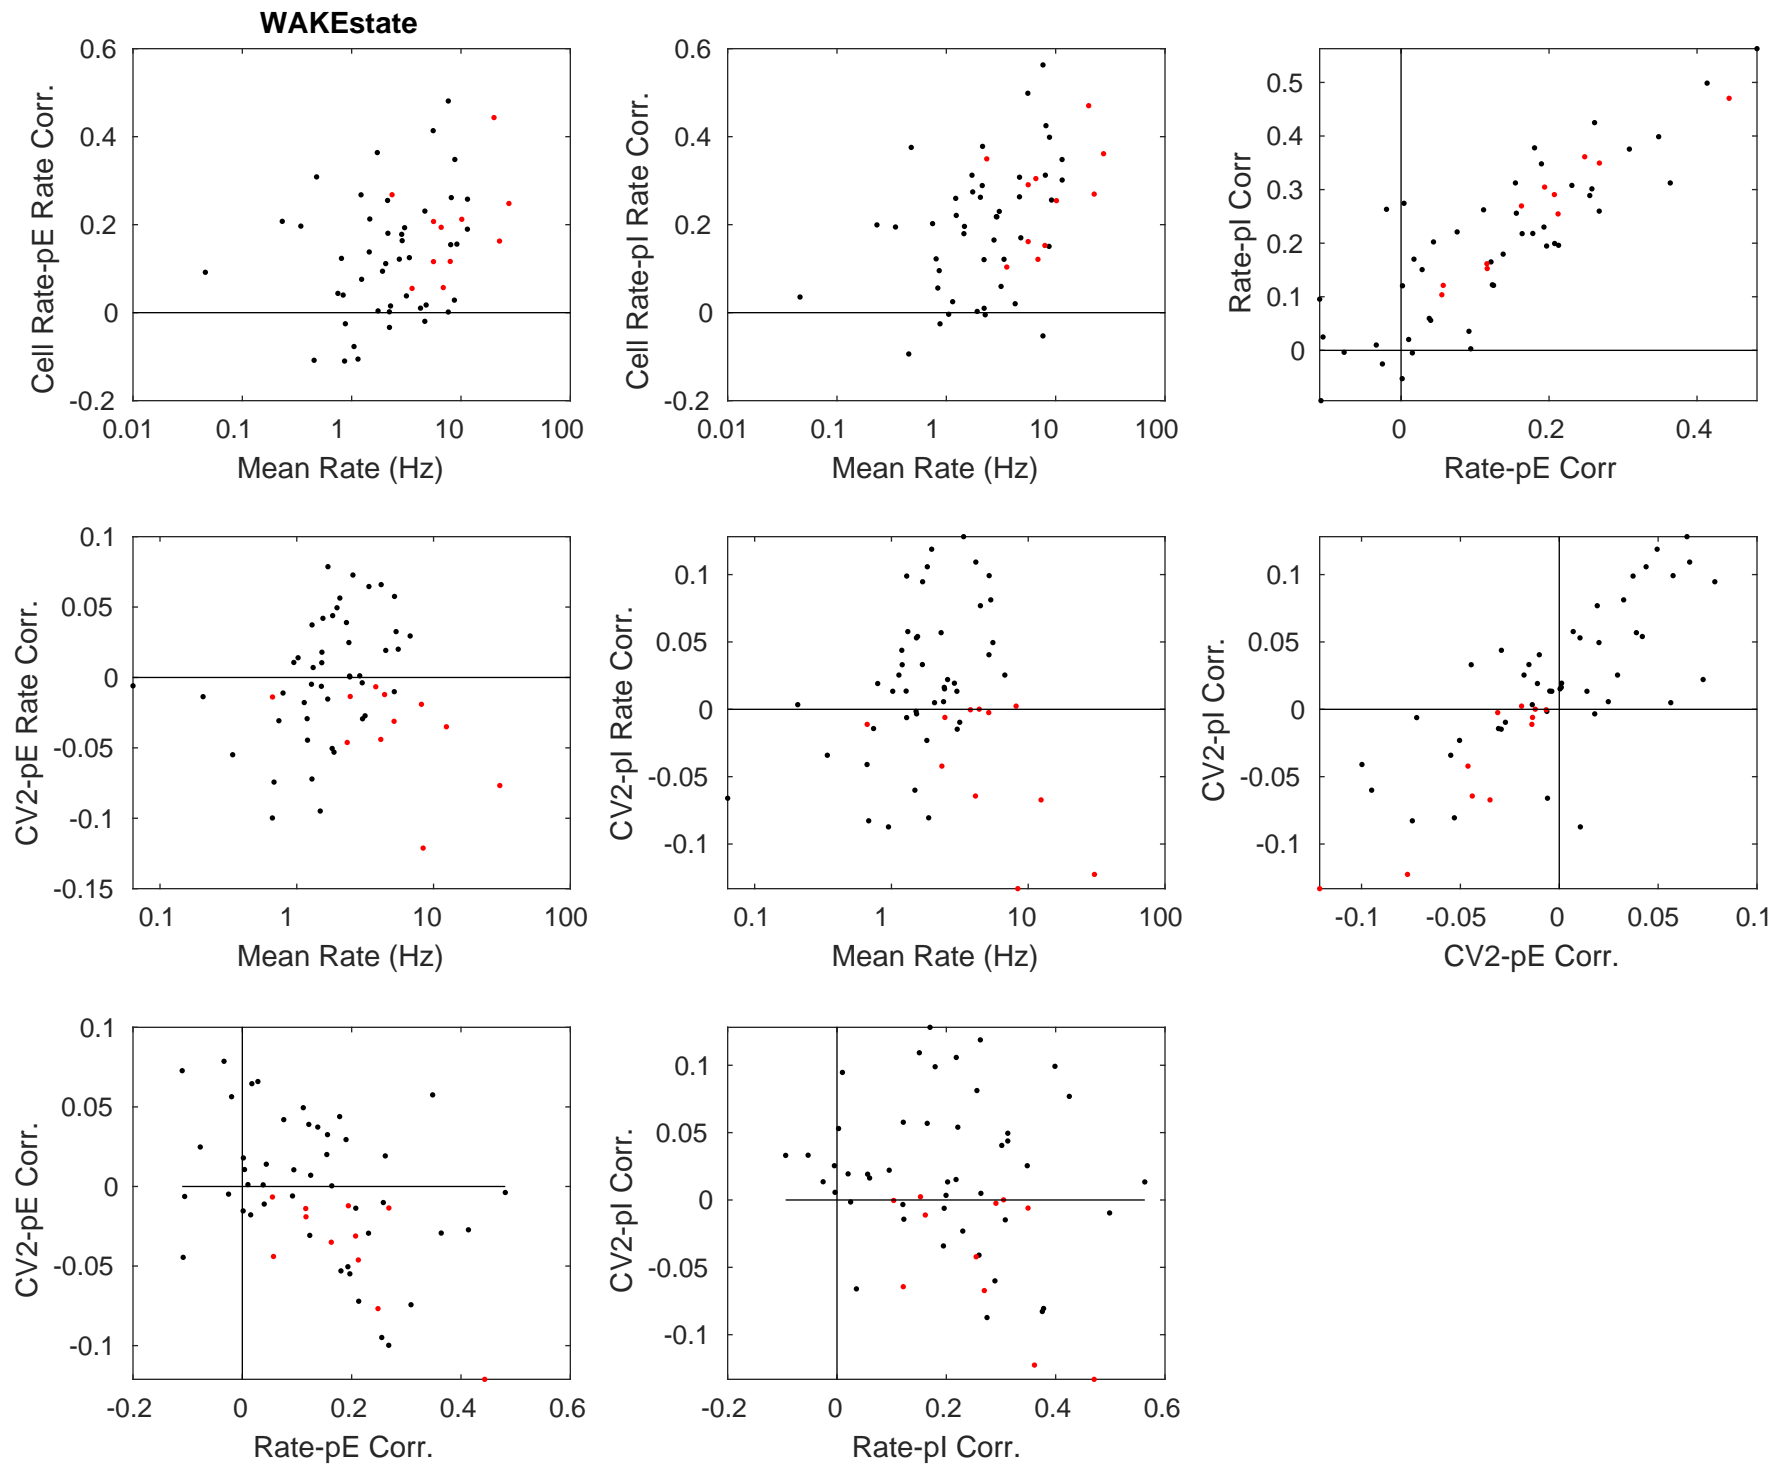 WAKEstate
0.6
0.4
0.2
0
-0.2
Cell Rate-pE Rate Corr.
0.01 0.1 1 10 100
Mean Rate (Hz)
0.6
0.4
0.2
0
-0.2
Cell Rate-pI Rate Corr.
0.01 0.1 1 10 100
Mean Rate (Hz)
0.5
0.4
0.3
0.2
0.1
0
Rate-pI Corr
0 0.2 0.4
Rate-pE Corr
0.1
0.05
0
-0.05
-0.1
-0.15
CV2-pE Rate Corr.
0.1 1 10 100
Mean Rate (Hz)
0.1
0.05
0
-0.05
-0.1
CV2-pI Rate Corr.
0.1 1 10 100
Mean Rate (Hz)
0.1
0.05
0
-0.05
-0.1
CV2-pI Corr.
-0.1 -0.05 0 0.05 0.1
CV2-pE Corr.
0.1
0.05
0
-0.05
-0.1
CV2-pE Corr.
-0.2 0 0.2 0.4 0.6
Rate-pE Corr.
0.1
0.05
0
-0.05
-0.1
CV2-pI Corr.
-0.2 0 0.2 0.4 0.6
Rate-pI Corr.